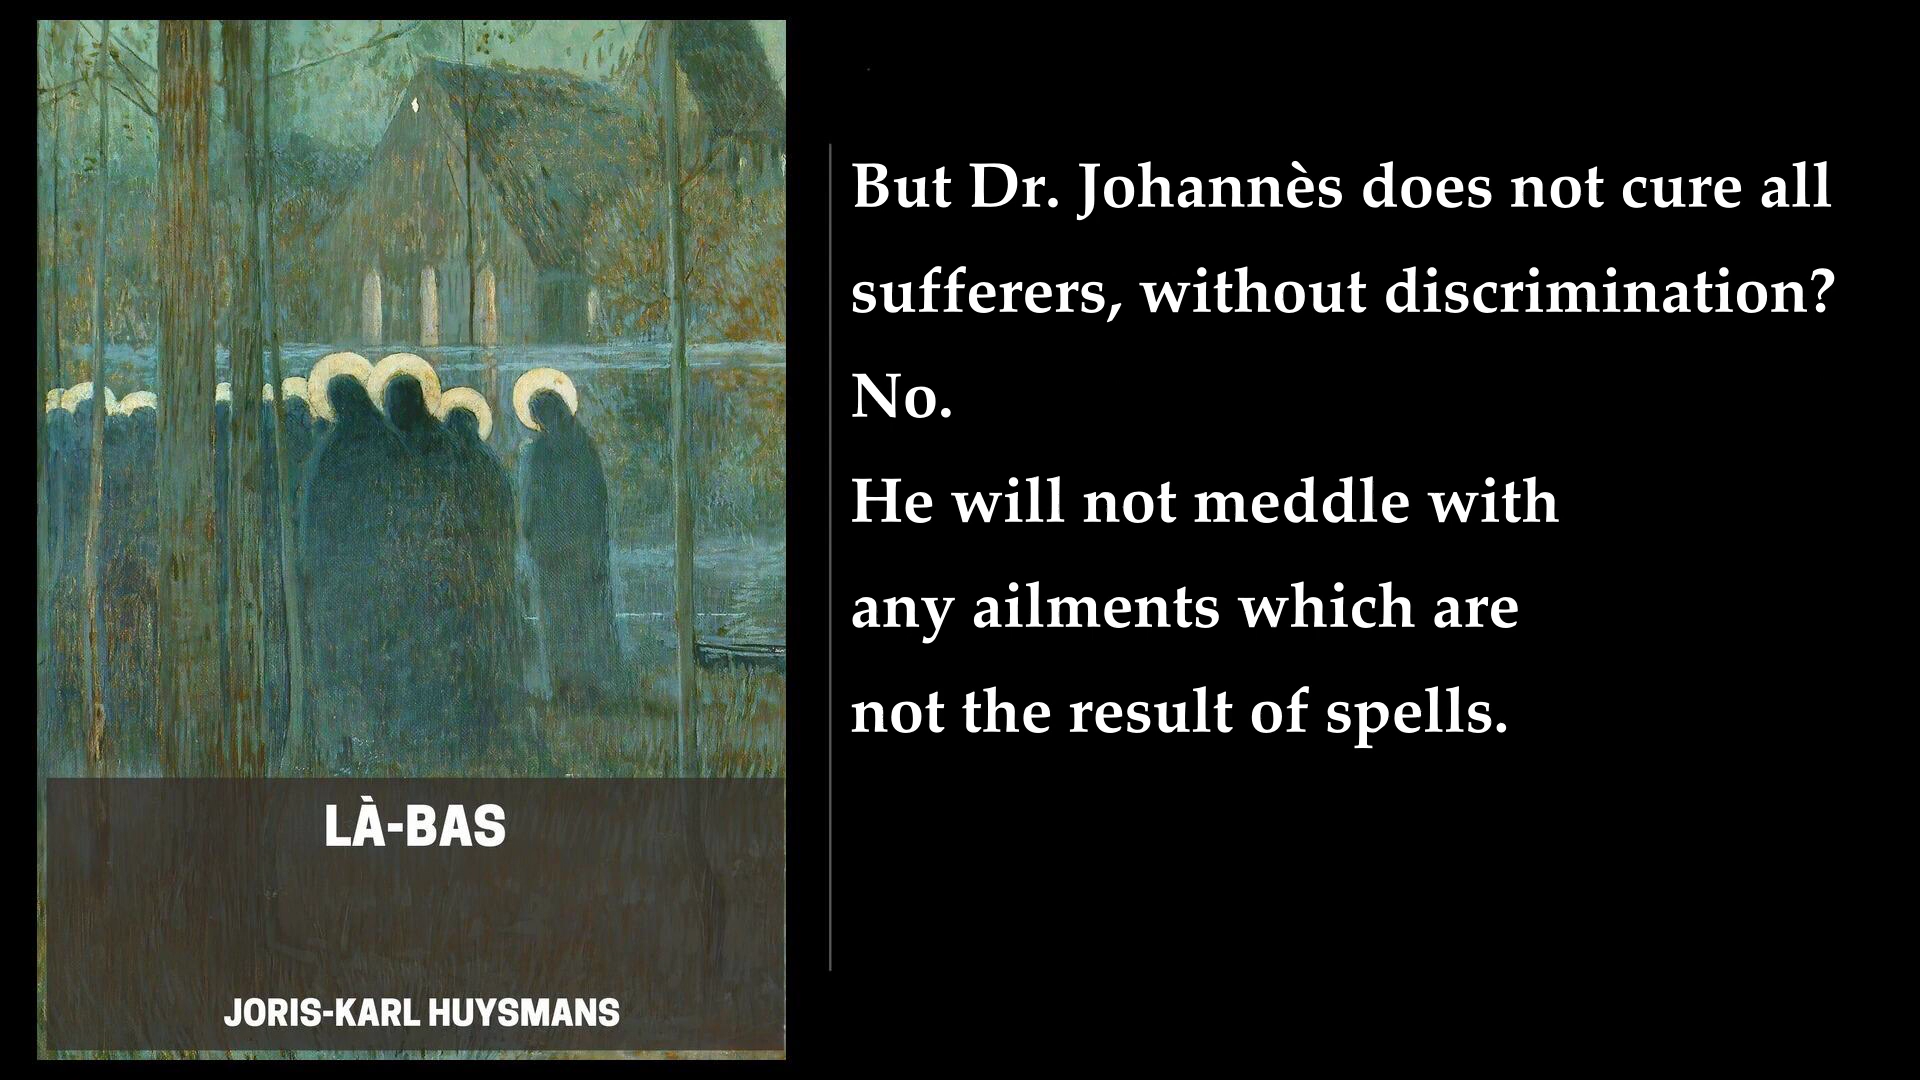 LÀ-BAS
JORIS-KARL HUYSMANS
But Dr. Johannès does not cure all
sufferers, without discrimination?
No.
He will not meddle with
any ailments which are
not the result of spells.